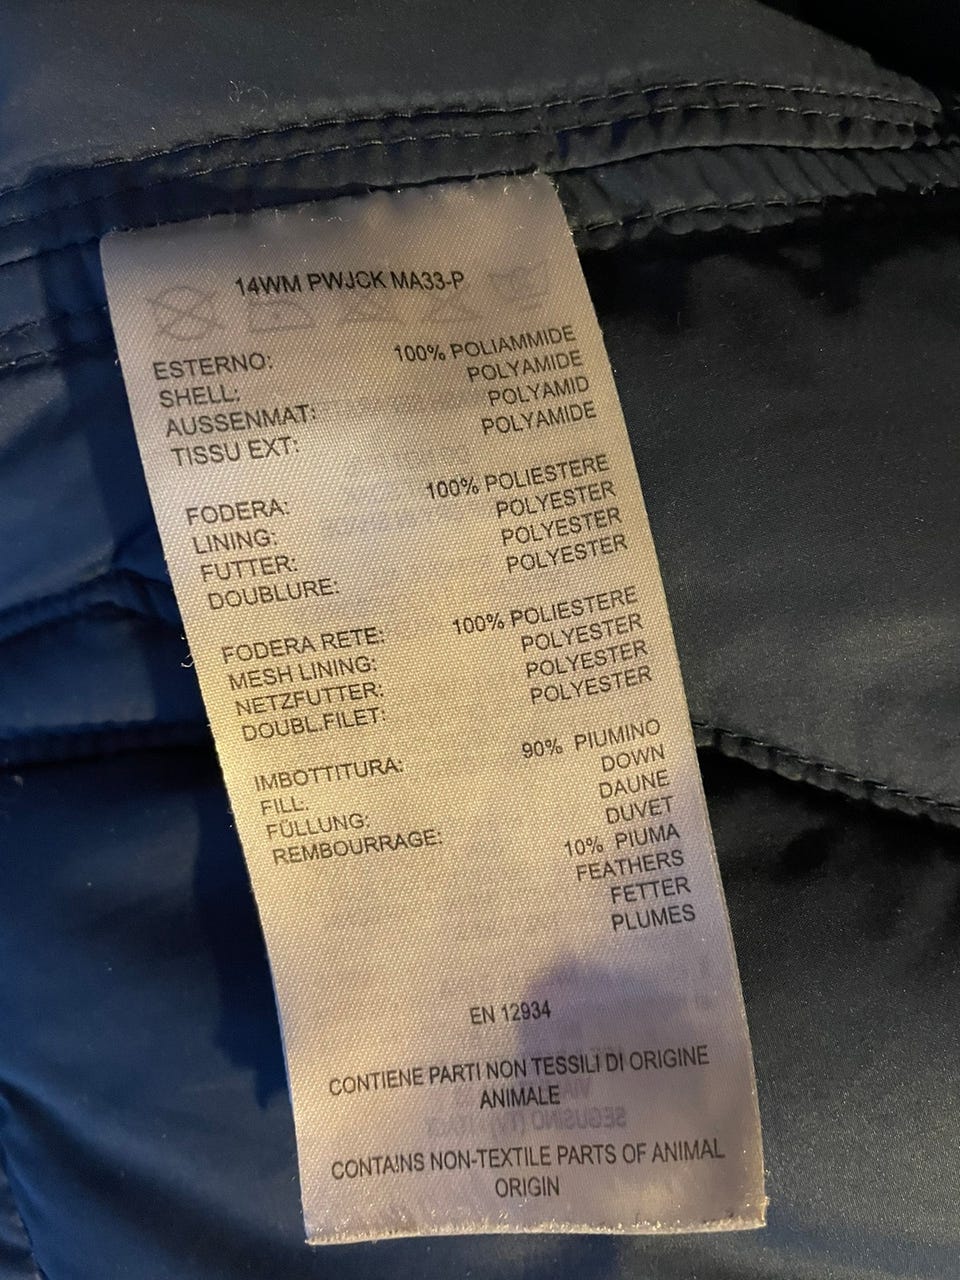 14WM PWJCK MA33-P
ESTERNO: 100% POLIAMMIDE
SHELL: POLYAMIDE
AUSSENMAT: POLYAMID
TISSU EXT: POLYAMIDE
FODERA: 100% POLIESTERE
LINING: POLYESTER
FUTTER: POLYESTER
DOUBLURE: POLYESTER
FODERA RETE: 100% POLIESTERE
MESH LINING: POLYESTER
NETZFUTTER: POLYESTER
DOUBL.FILET: POLYESTER
IMBOTTITURA: 90% PIUMINO
FILL: DOWN
FÜLLUNG: DAUNE
REMBOURRAGE: DUVET
10% PIUMA
FEATHERS
FETTER
PLUMES
EN 12934
CONTIENE PARTI NON TESSILI DI ORIGINE
ANIMALE
CONTAINS NON-TEXTILE PARTS OF ANIMAL
ORIGIN